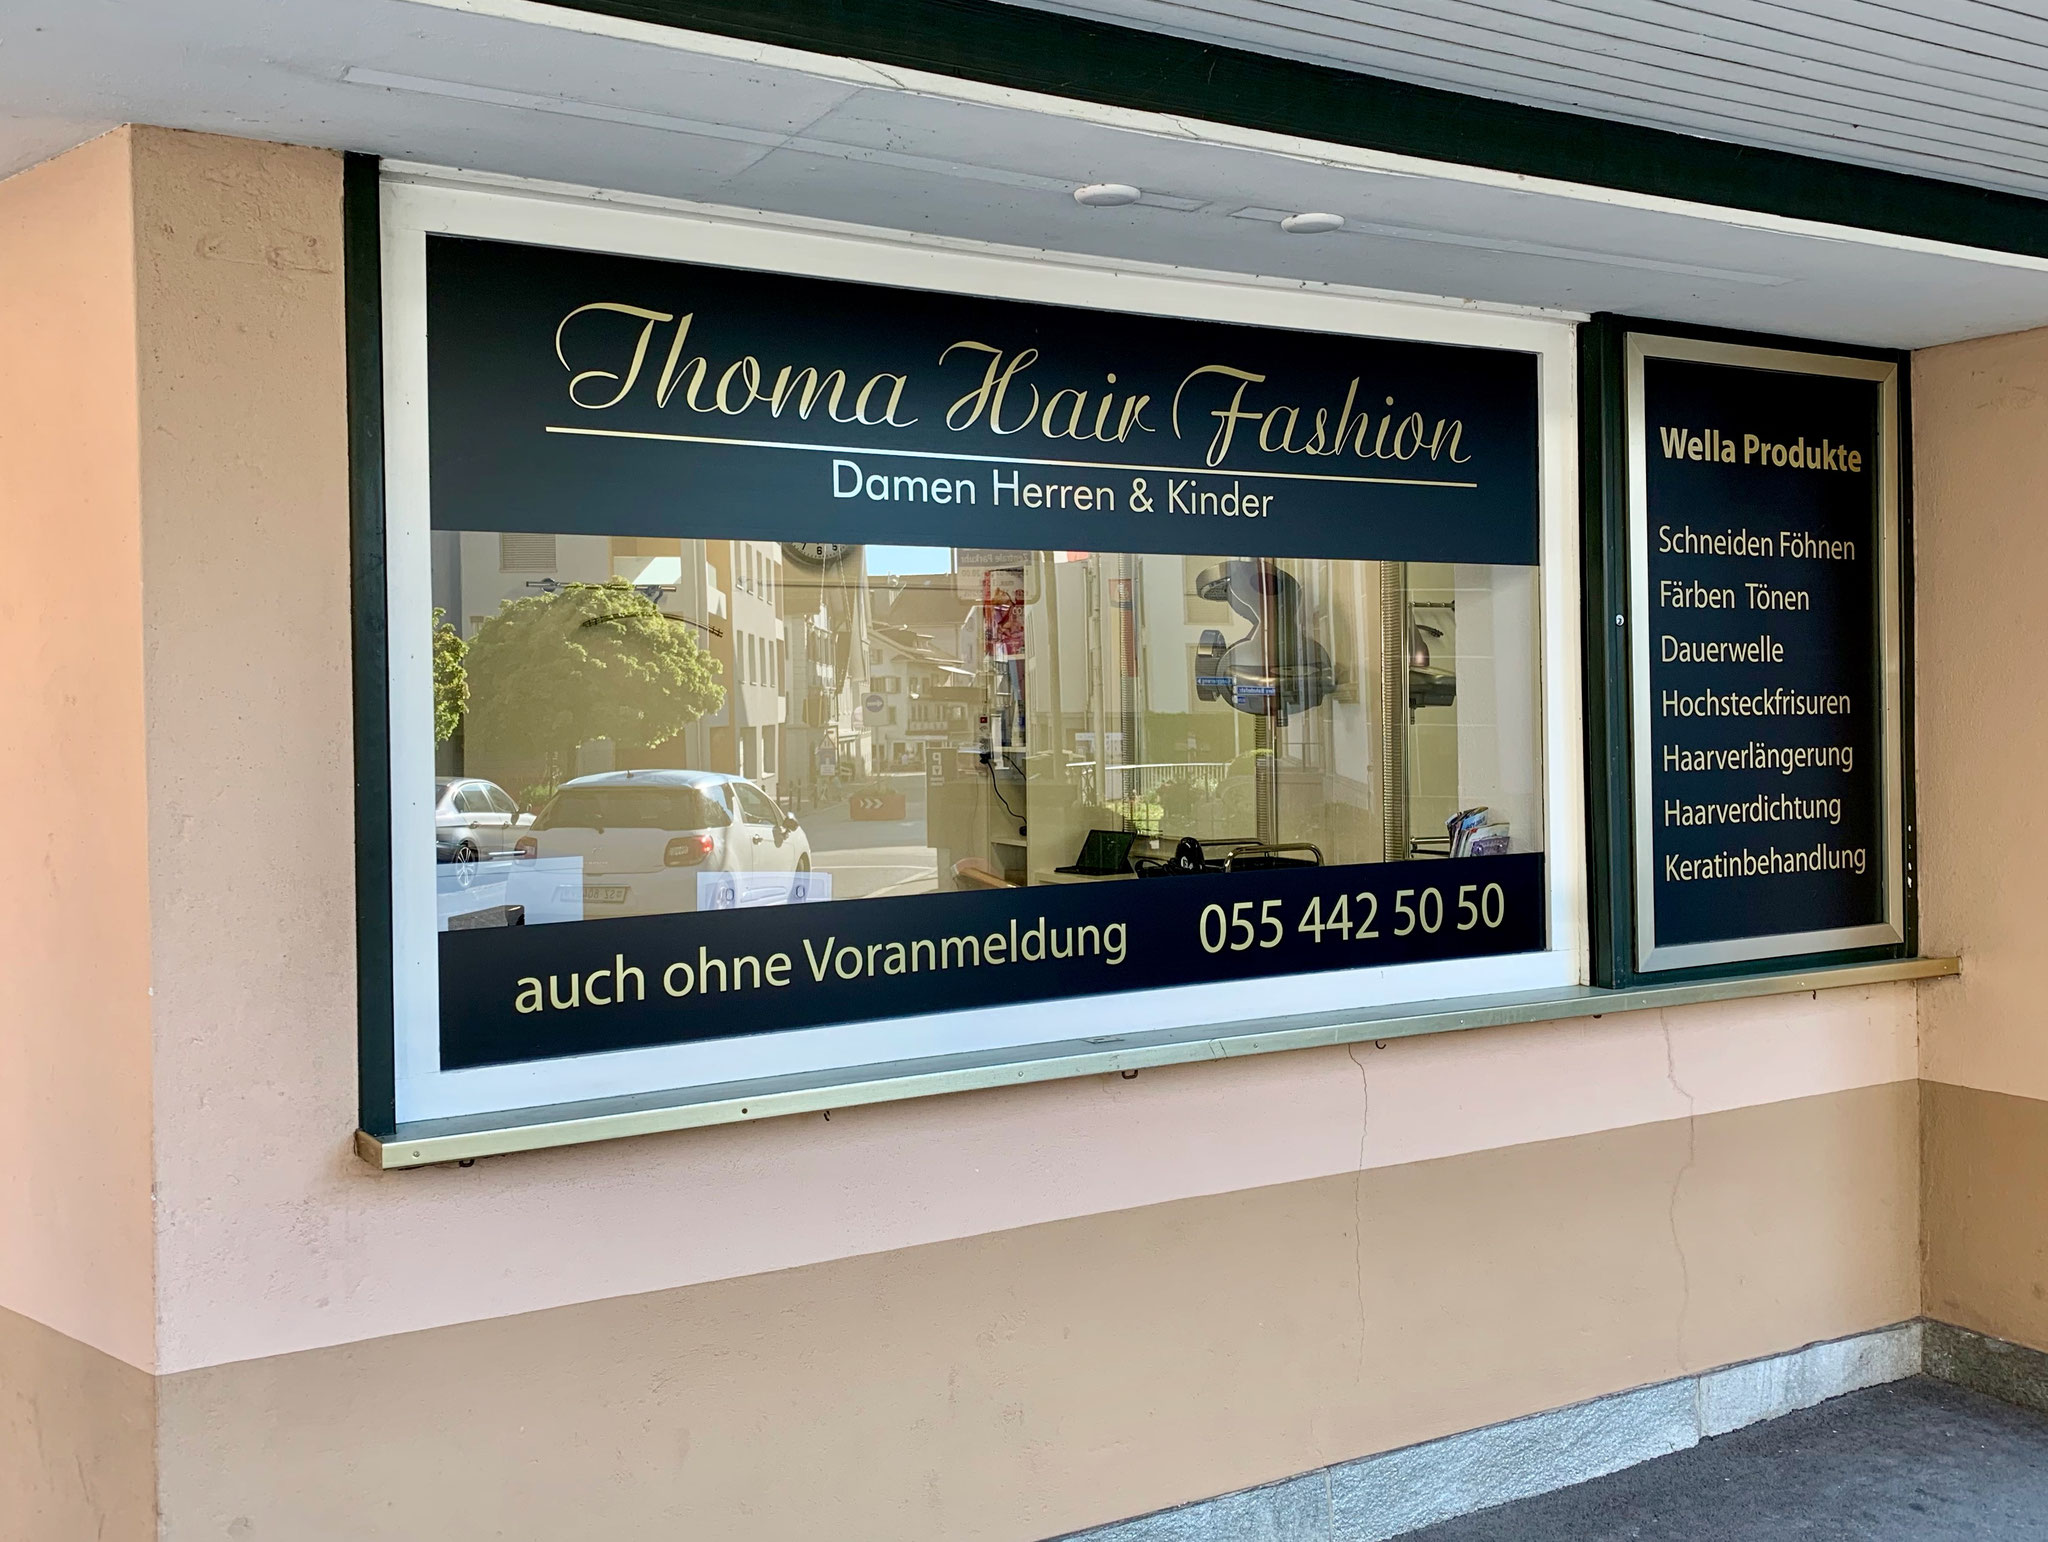 Thoma Hair Fashion
Damen Herren & Kinder
auch ohne Voranmeldung 055 442 50 50
Wella Produkte
Schneiden Föhnen
Färben Tönen
Dauerwelle
Hochsteckfrisuren
Haarverlängerung
Haarverdichtung
Keratinbehandlung